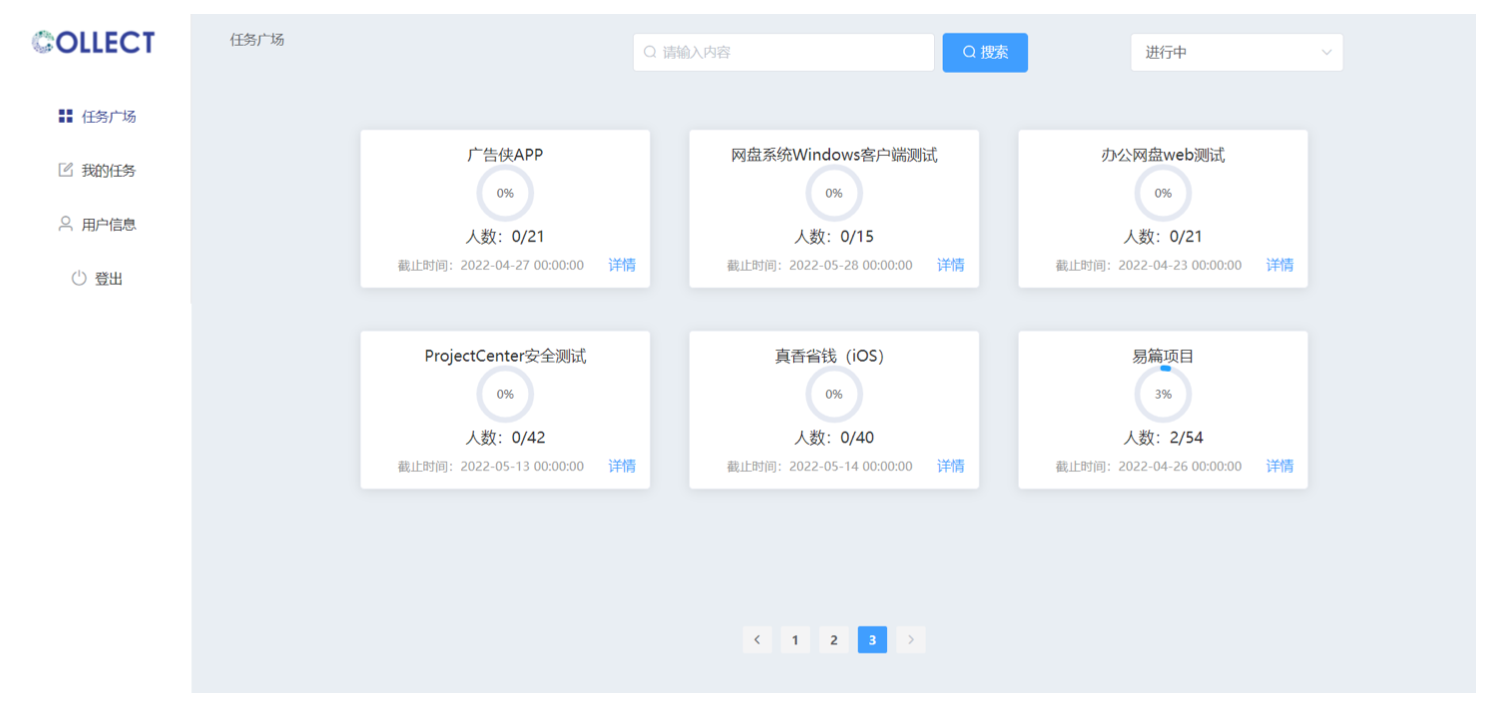 COLLECT
任务广场
我的任务
用户信息
登出
任务广场
请输入内容
搜索
进行中
广告侠APP
0%
人数：0/21
截止时间：2022-04-27 00:00:00 详情
网盘系统Windows客户端测试
0%
人数：0/15
截止时间：2022-05-28 00:00:00 详情
办公网盘web测试
0%
人数：0/21
截止时间：2022-04-23 00:00:00 详情
ProjectCenter安全测试
0%
人数：0/42
截止时间：2022-05-13 00:00:00 详情
真香省钱（iOS）
0%
人数：0/40
截止时间：2022-05-14 00:00:00 详情
易篇项目
3%
人数：2/54
截止时间：2022-04-26 00:00:00 详情
1 2 3